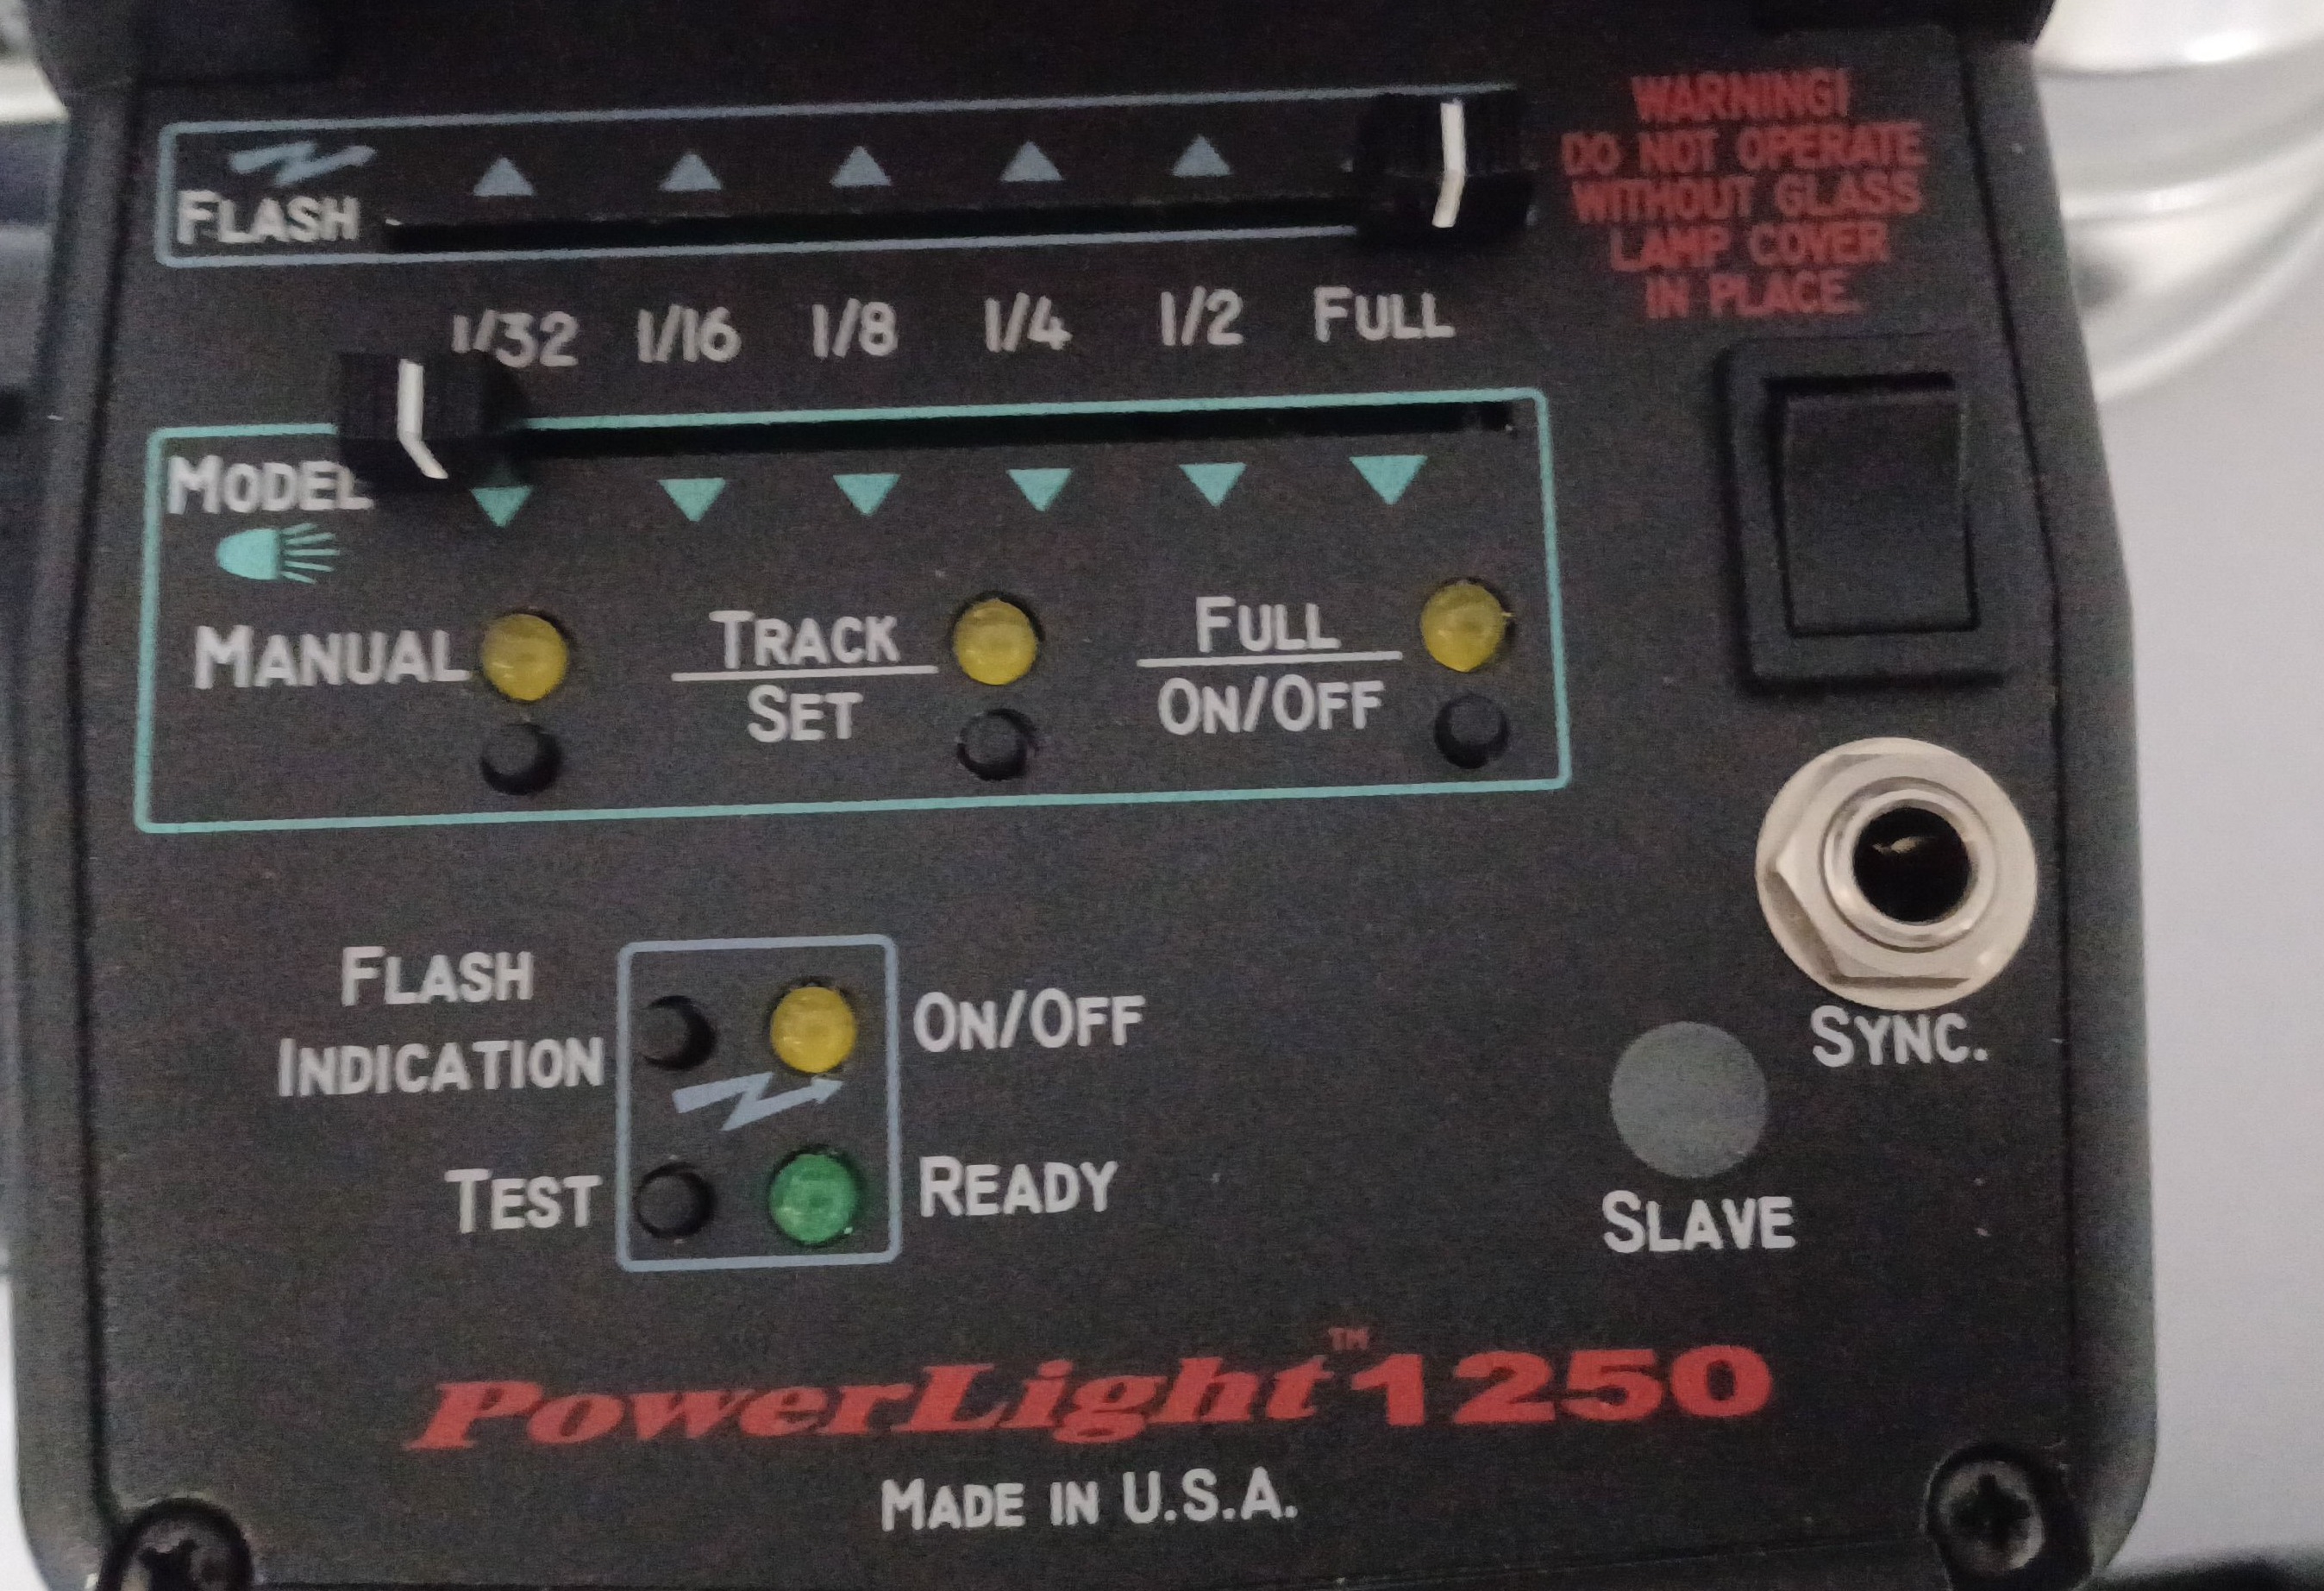 WARNING!
DO NOT OPERATE
WITHOUT GLASS
LAMP COVER
IN PLACE.
FLASH
1/32 1/16 1/8 1/4 1/2 FULL
MODEL
MANUAL
TRACK
SET
FULL
ON/OFF
FLASH
INDICATION
ON/OFF
TEST
READY
SYNC.
SLAVE
PowerLight™ 1250
MADE IN U.S.A.